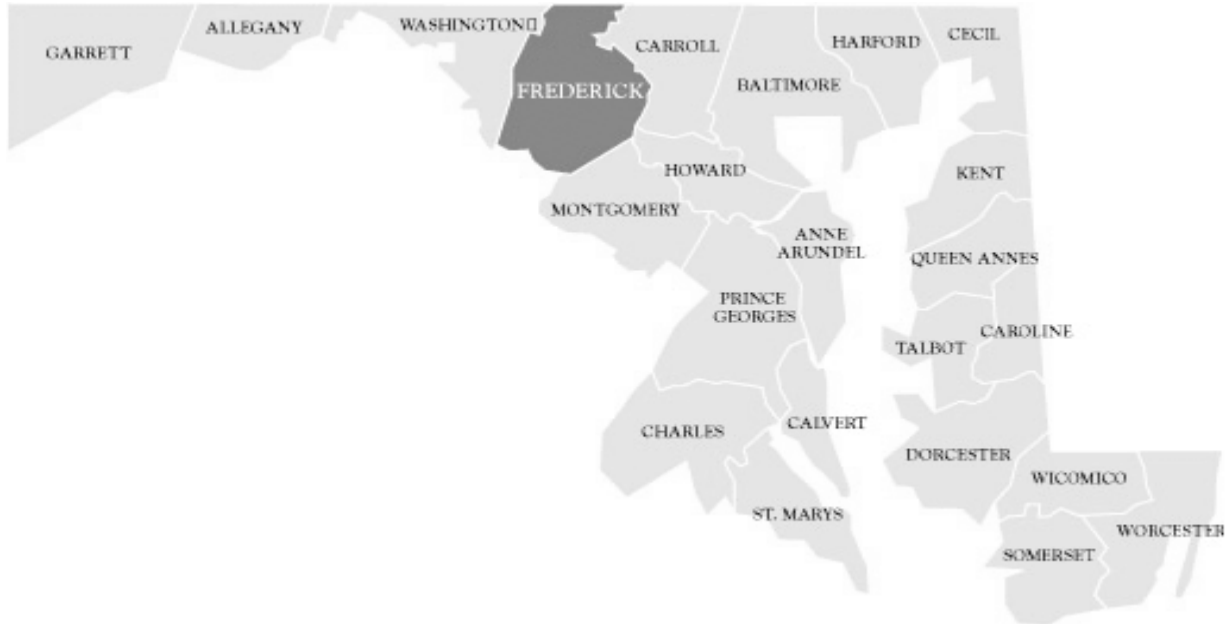 GARRETT
ALLEGANY
WASHINGTON
FREDERICK
CARROLL
BALTIMORE
HARFORD
CECIL
HOWARD
MONTGOMERY
KENT
ANNE
ARUNDEL
QUEEN ANNES
PRINCE
GEORGES
TALBOT
CAROLINE
CHARLES
CALVERT
DORCESTER
WICOMICO
ST. MARYS
WORCESTER
SOMERSET